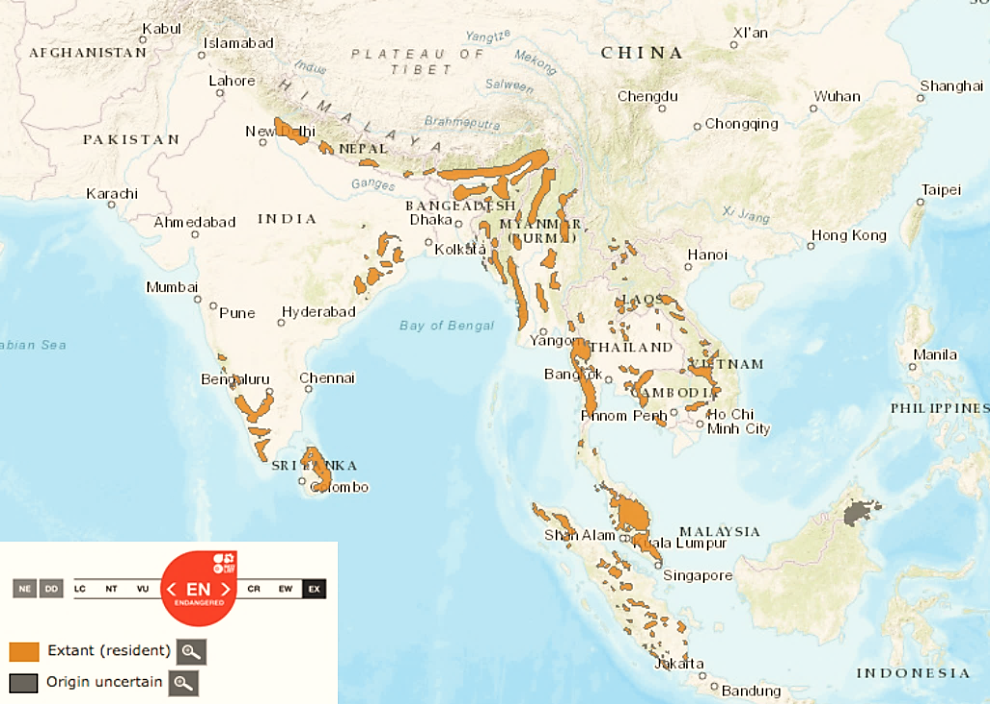 SO
Kabul
Yangtze
XI'an
AFGHANISTAN
Islamabad
PLATEAU OF
TIBET
CHINA
Mekong
Indus
Lahore
Salween
HIMALAYA
Shanghai
Chengdu
Wuhan
Brahmaputra
Chongqing
New Delhi
PAKISTAN
NEPAL
Karachi
Ganges
Taipei
BANGLADESH
INDIA
Dhaka
MYANMAR
(BURMA)
Xi Jiang
Ahmedabad
Hong Kong
Kolkata
Hanoi
Mumbai
Pune
Hyderabad
LAOS
Bay of Bengal
Yangon
THAILAND
abian Sea
Manila
VIETNAM
Bengaluru
Chennai
Bangkok
CAMBODIA
PHILIPPINES
Phnom Penh
Ho Chi
Minh City
SRI LANKA
Colombo
MALAYSIA
Shah Alam
Kuala Lumpur
Singapore
NE
DD
LC
NT
VU
< EN >
ENDANGERED
CR
EW
EX
Extant (resident)
Jakarta
INDONESIA
Origin uncertain
Bandung